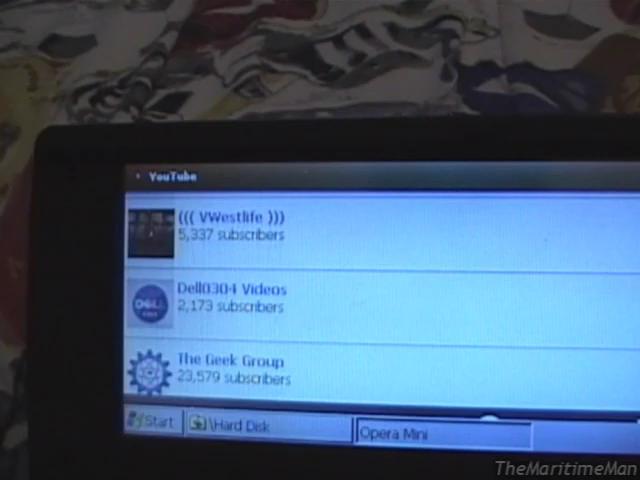 YouTube
((( VWestlife )))
5,337 subscribers
Dell0304 Videos
2,173 subscribers
DELL
The Geek Group
23,579 subscribers
Start
\Hard Disk
Opera Mini
TheMaritimeMan